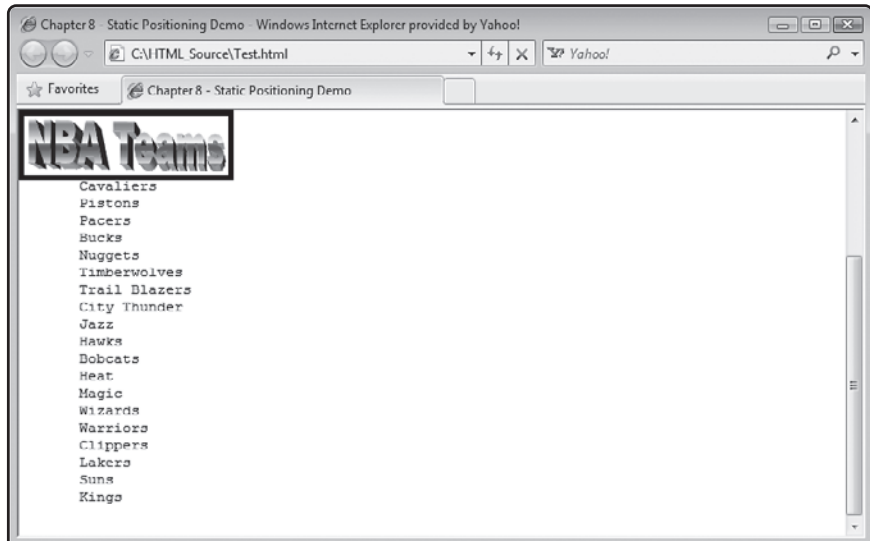 Chapter 8 - Static Positioning Demo - Windows Internet Explorer provided by Yahoo!
C:\HTML_Source\Test.html
Yahoo!
Favorites
Chapter 8 - Static Positioning Demo
NBA Teams
Cavaliers
Pistons
Pacers
Bucks
Nuggets
Timberwolves
Trail Blazers
City Thunder
Jazz
Hawks
Bobcats
Heat
Magic
Wizards
Warriors
Clippers
Lakers
Suns
Kings